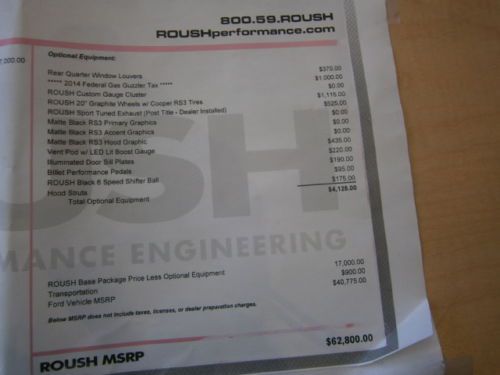 800.59.ROUSH
ROUSHperformance.com
7,000.00
Optional Equipment:
Rear Quarter Window Louvers $370.00
***** 2014 Federal Gas Guzzler Tax ***** $1,000.00
ROUSH Custom Gauge Cluster $0.00
ROUSH 20" Graphite Wheels w/ Cooper RS3 Tires $1,115.00
ROUSH Sport Tuned Exhaust (Post Title - Dealer Installed) $525.00
Matte Black RS3 Primary Graphics $0.00
Matte Black RS3 Accent Graphics $0.00
Matte Black RS3 Hood Graphic $0.00
Vent Pod w/ LED Lit Boost Gauge $435.00
Illuminated Door Sill Plates $220.00
Billet Performance Pedals $190.00
ROUSH Black 6 Speed Shifter Ball $95.00
Hood Struts $175.00
Total Optional Equipment $4,125.00
USH
MANCE ENGINEERING
ROUSH Base Package Price Less Optional Equipment 17,000.00
Transportation $900.00
Ford Vehicle MSRP $40,775.00
Below MSRP does not include taxes, licenses, or dealer preparation charges.
ROUSH MSRP $62,800.00